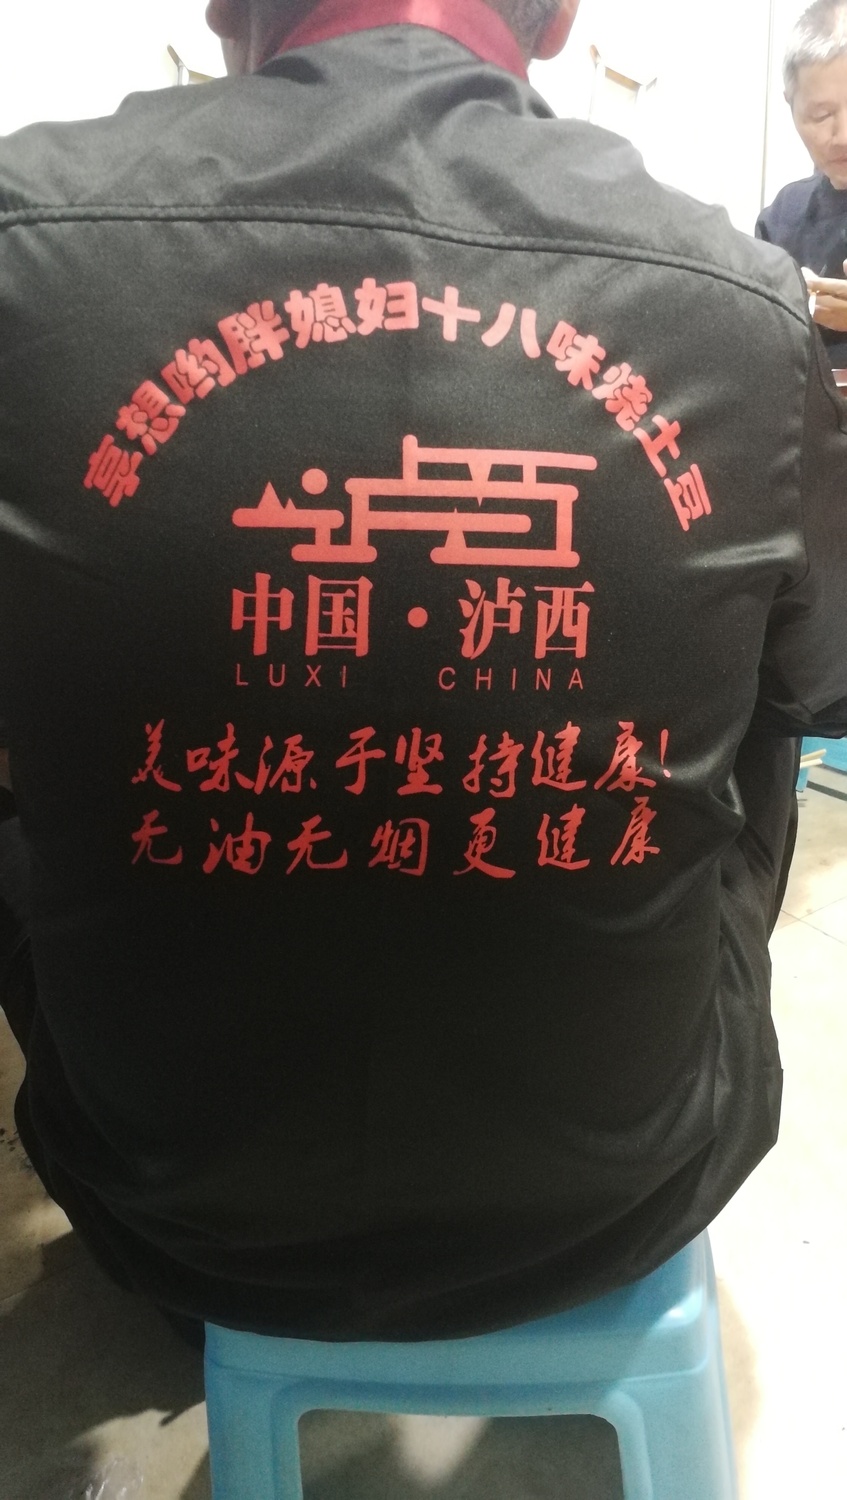 享想哟胖媳妇十八味烧土豆
泸西
中国·泸西
LUXI CHINA
美味源于坚持健康!
无油无烟更健康